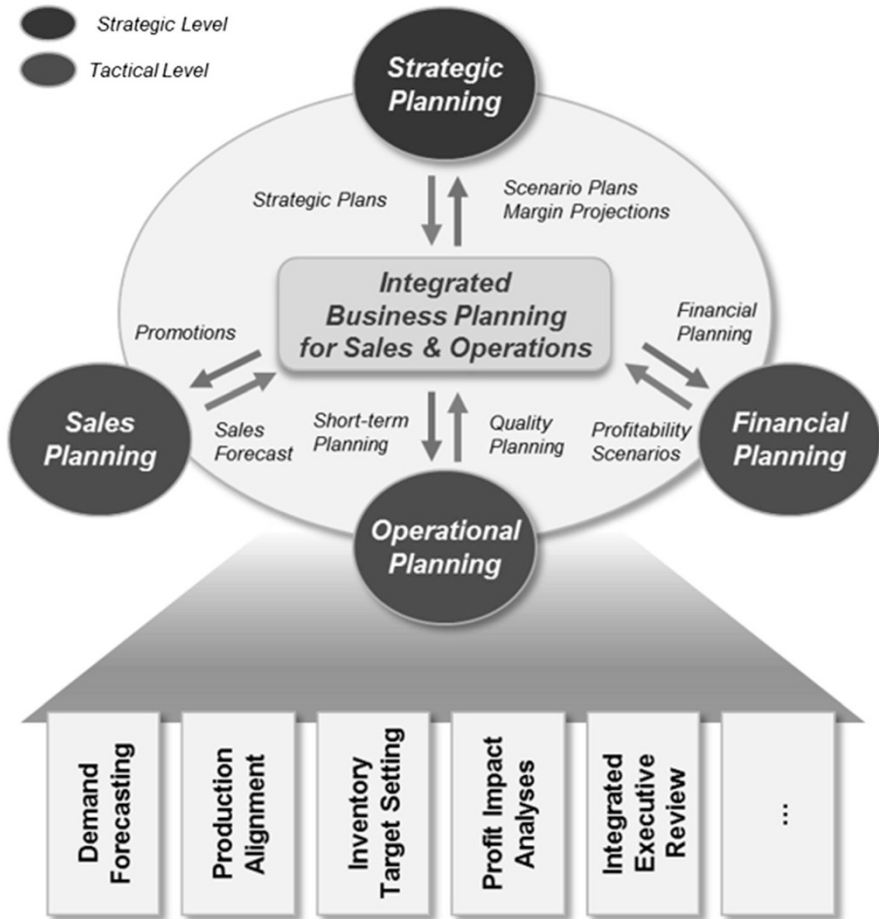 Strategic Level
Tactical Level
Strategic
Planning
Strategic Plans
Scenario Plans
Margin Projections
Integrated
Business Planning
for Sales & Operations
Promotions
Financial
Planning
Sales
Planning
Sales
Forecast
Short-term
Planning
Quality
Planning
Profitability
Scenarios
Financial
Planning
Operational
Planning
Demand
Forecasting
Production
Alignment
Inventory
Target Setting
Profit Impact
Analyses
Integrated
Executive
Review
...